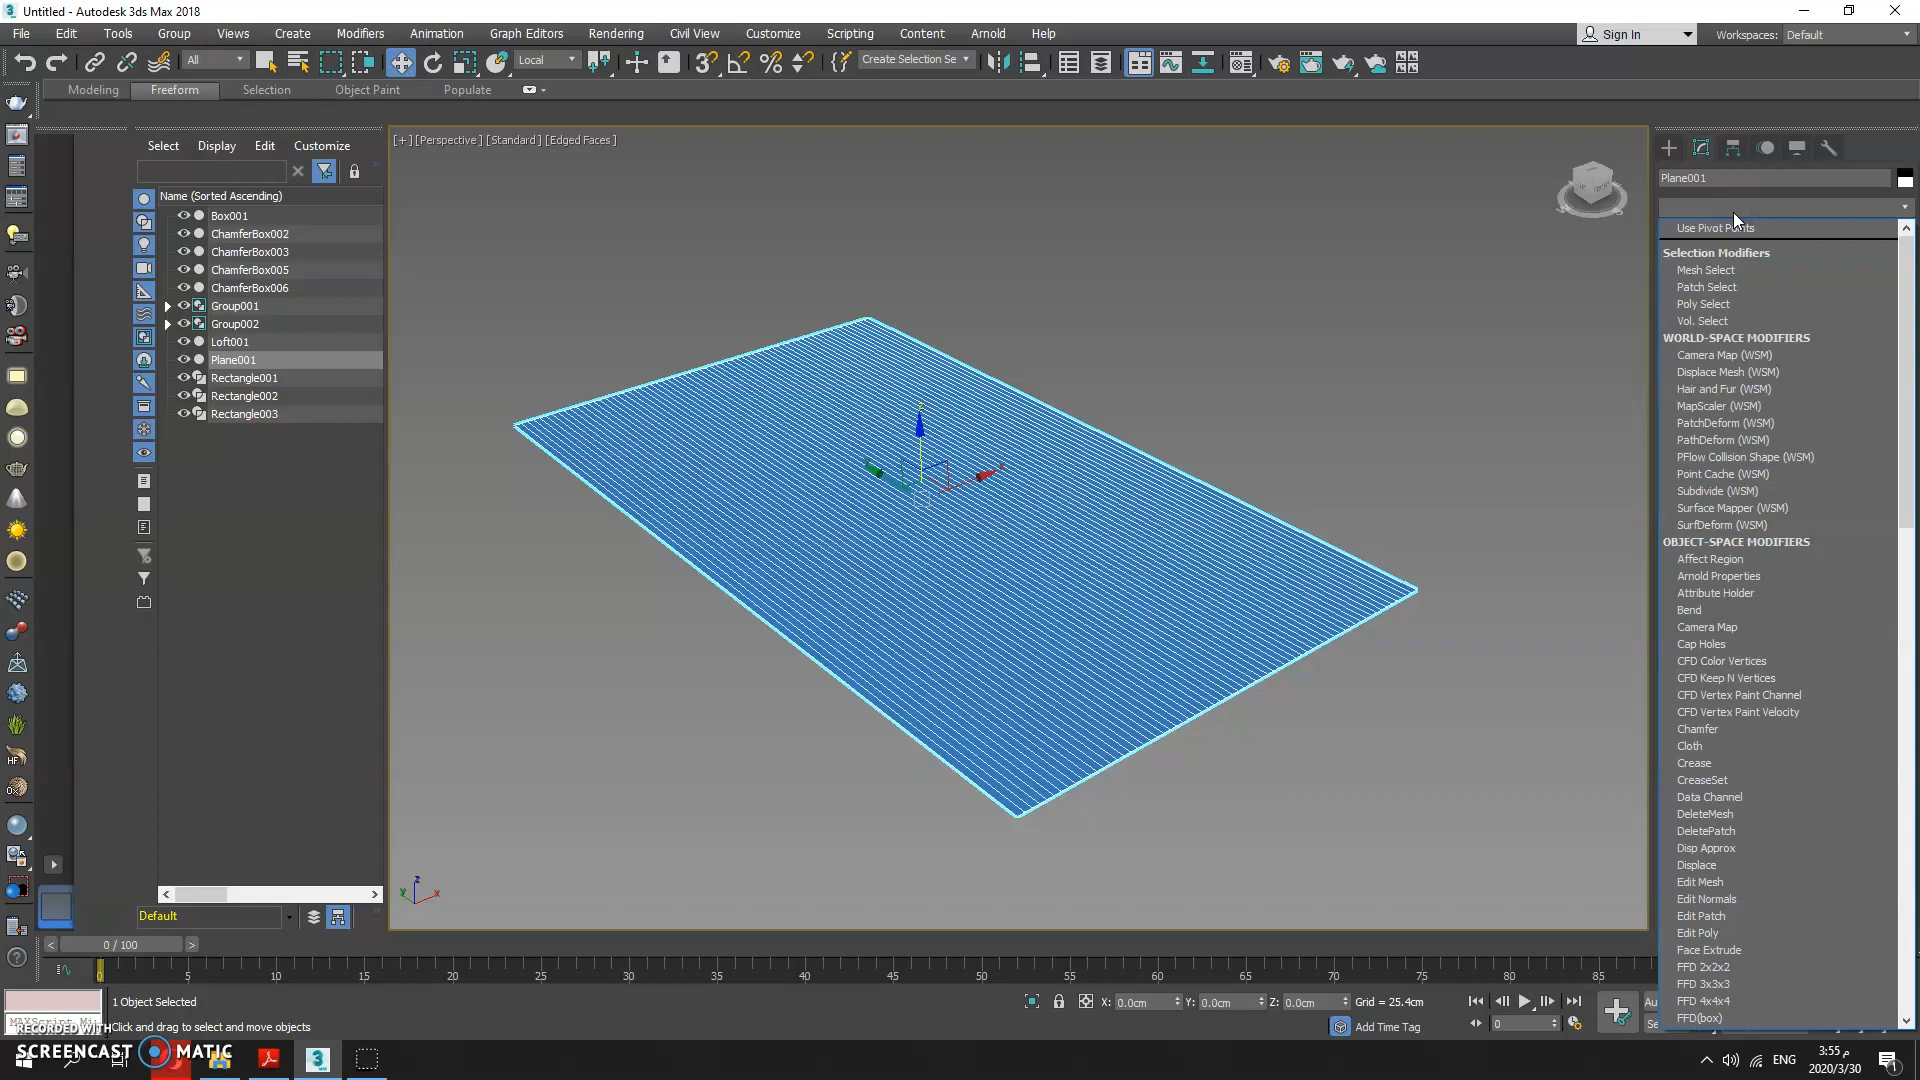 Untitled - Autodesk 3ds Max 2018
File Edit Tools Group Views Create Modifiers Animation Graph Editors Rendering Civil View Customize Scripting Content Arnold Help
Sign In Workspaces: Default
All Local Create Selection Se
Modeling Freeform Selection Object Paint Populate
Select Display Edit Customize
Name (Sorted Ascending)
Box001
ChamferBox002
ChamferBox003
ChamferBox005
ChamferBox006
Group001
Group002
Loft001
Plane001
Rectangle001
Rectangle002
Rectangle003
Default
[+] [Perspective] [Standard] [Edged Faces]
Plane001
Use Pivot Points
Selection Modifiers
Mesh Select
Patch Select
Poly Select
Vol. Select
WORLD-SPACE MODIFIERS
Camera Map (WSM)
Displace Mesh (WSM)
Hair and Fur (WSM)
MapScaler (WSM)
PatchDeform (WSM)
PathDeform (WSM)
PFlow Collision Shape (WSM)
Point Cache (WSM)
Subdivide (WSM)
Surface Mapper (WSM)
SurfDeform (WSM)
OBJECT-SPACE MODIFIERS
Affect Region
Arnold Properties
Attribute Holder
Bend
Camera Map
Cap Holes
CFD Color Vertices
CFD Keep N Vertices
CFD Vertex Paint Channel
CFD Vertex Paint Velocity
Chamfer
Cloth
Crease
CreaseSet
Data Channel
DeleteMesh
DeletePatch
Disp Approx
Displace
Edit Mesh
Edit Normals
Edit Patch
Edit Poly
Face Extrude
FFD 2x2x2
FFD 3x3x3
FFD 4x4x4
FFD(box)
z y x
0 / 100
0 5 10 15 20 25 30 35 40 45 50 55 60 65 70 75 80 85
1 Object Selected X: 0.0cm Y: 0.0cm Z: 0.0cm Grid = 25.4cm Au
MAXScript Mi Click and drag to select and move objects Add Time Tag 0 Se
RECORDED WITH
SCREENCAST MATIC
ENG 3:55 م
2020/3/30
1